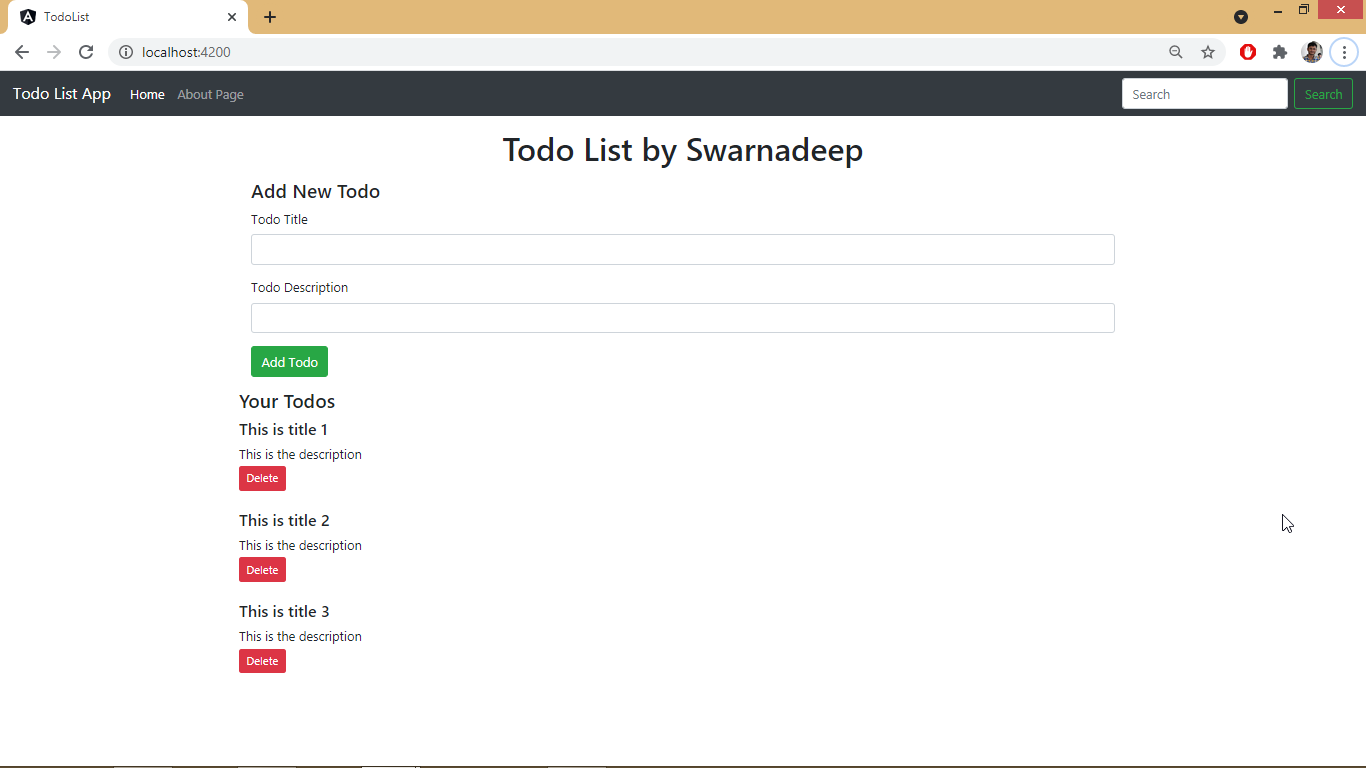 TodoList
localhost:4200
Todo List App Home About Page Search Search
Todo List by Swarnadeep
Add New Todo
Todo Title
Todo Description
Add Todo
Your Todos
This is title 1
This is the description
Delete
This is title 2
This is the description
Delete
This is title 3
This is the description
Delete